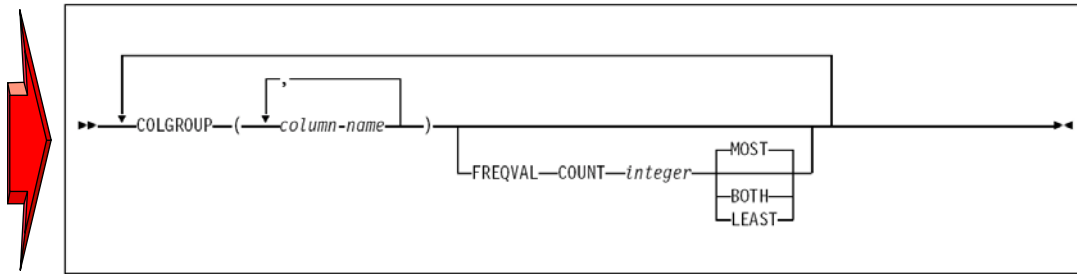 ,
COLGROUP ( column-name )
MOST
FREQVAL COUNT integer
BOTH
LEAST